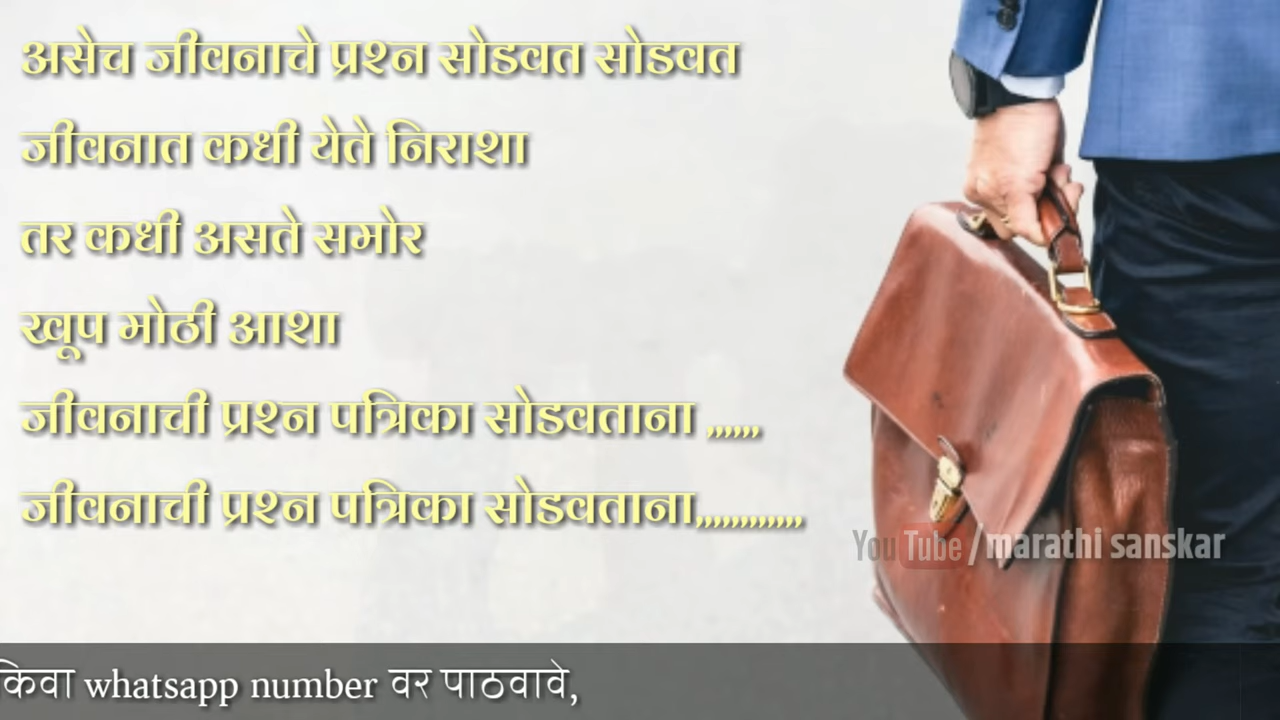 असेच जीवनाचे प्रश्न सोडवत सोडवत
जीवनात कधी येते निराशा
तर कधी असते समोर
खूप मोठी आशा
जीवनाची प्रश्न पत्रिका सोडवताना ,,,,,,
जीवनाची प्रश्न पत्रिका सोडवताना,,,,,,,,,,,,
YouTube /marathi sanskar
किवा whatsapp number वर पाठवावे,